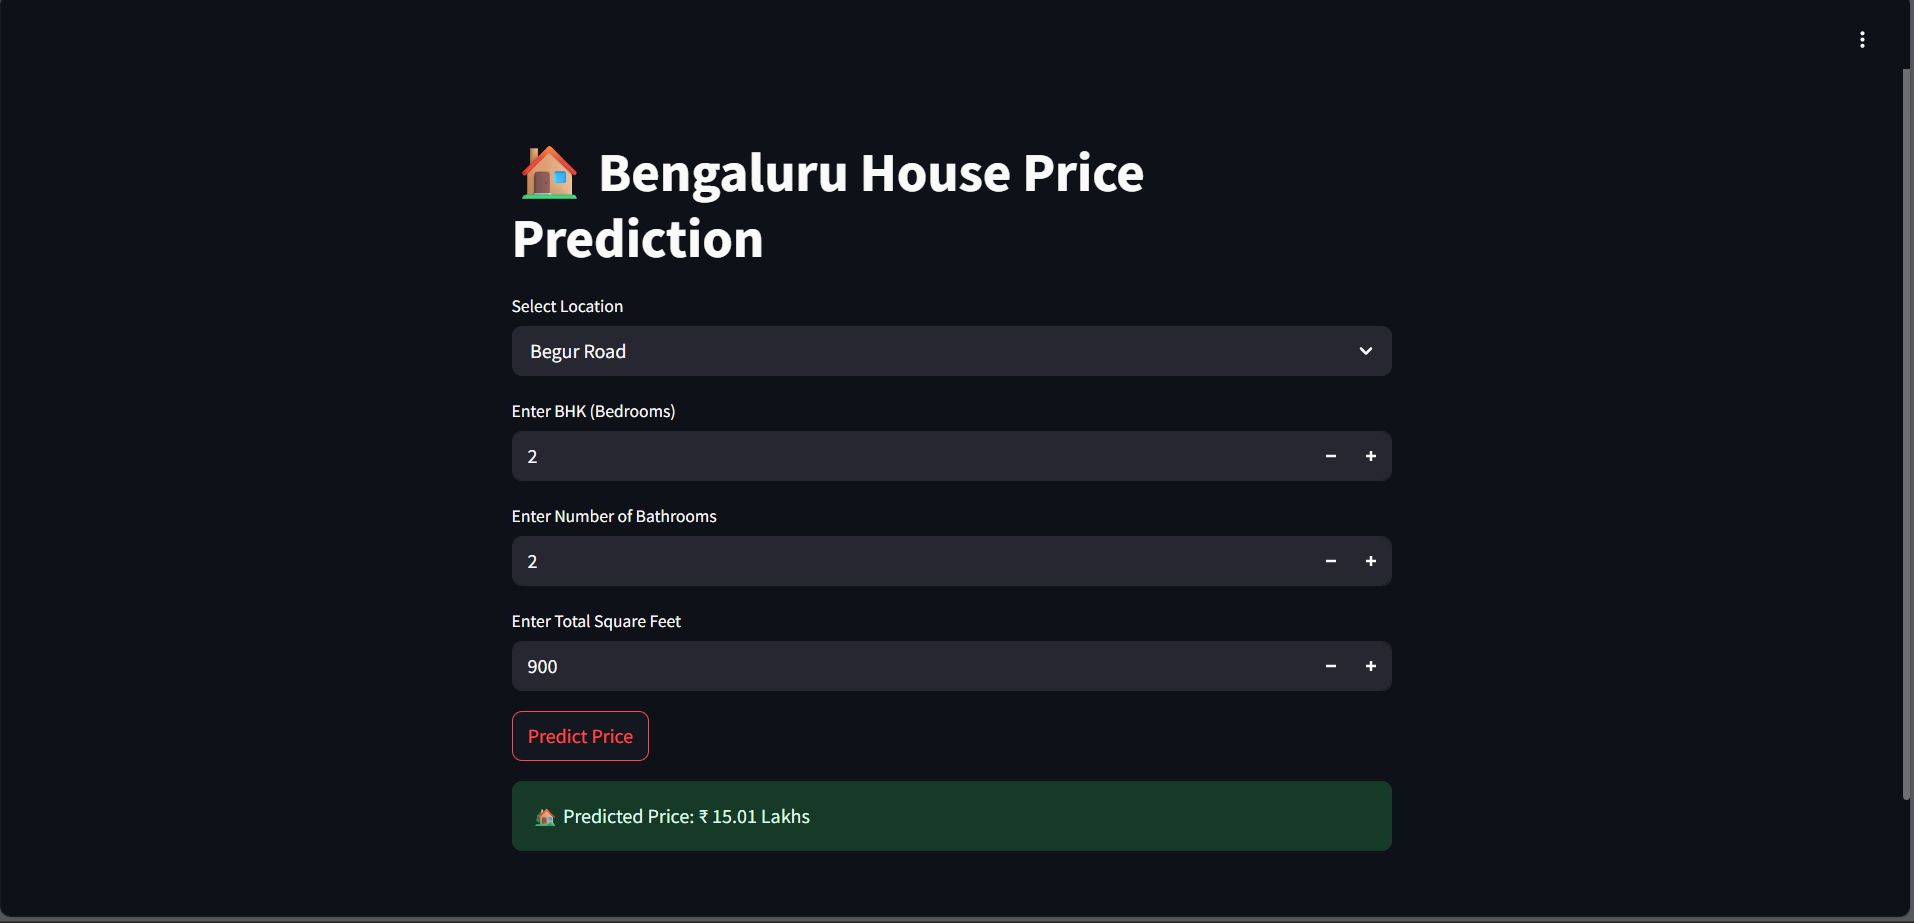 Bengaluru House Price
Prediction
Select Location
Begur Road
Enter BHK (Bedrooms)
2
Enter Number of Bathrooms
2
Enter Total Square Feet
900
Predict Price
Predicted Price: ₹ 15.01 Lakhs